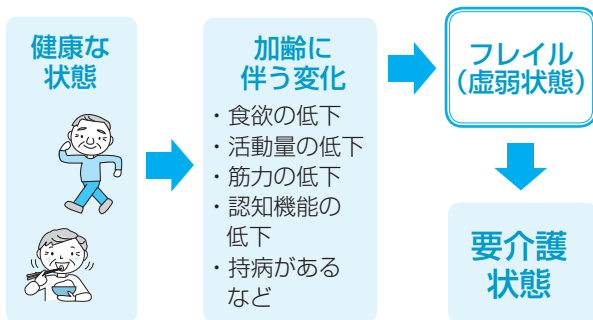 健康な
状態
加齢に
伴う変化
・食欲の低下
・活動量の低下
・筋力の低下
・認知機能の
低下
・持病がある
など
フレイル
（虚弱状態）
要介護
状態